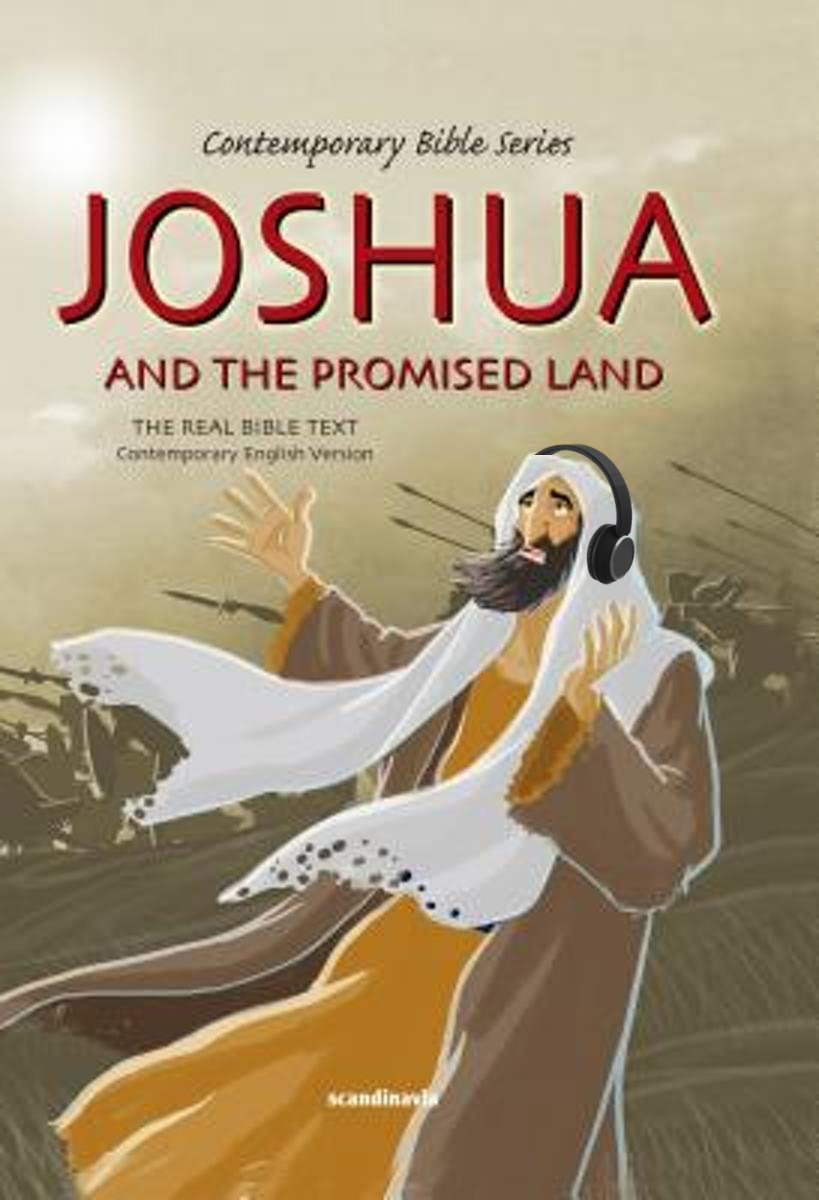 Contemporary Bible Series
JOSHUA
AND THE PROMISED LAND
THE REAL BIBLE TEXT
Contemporary English Version
scandinavia